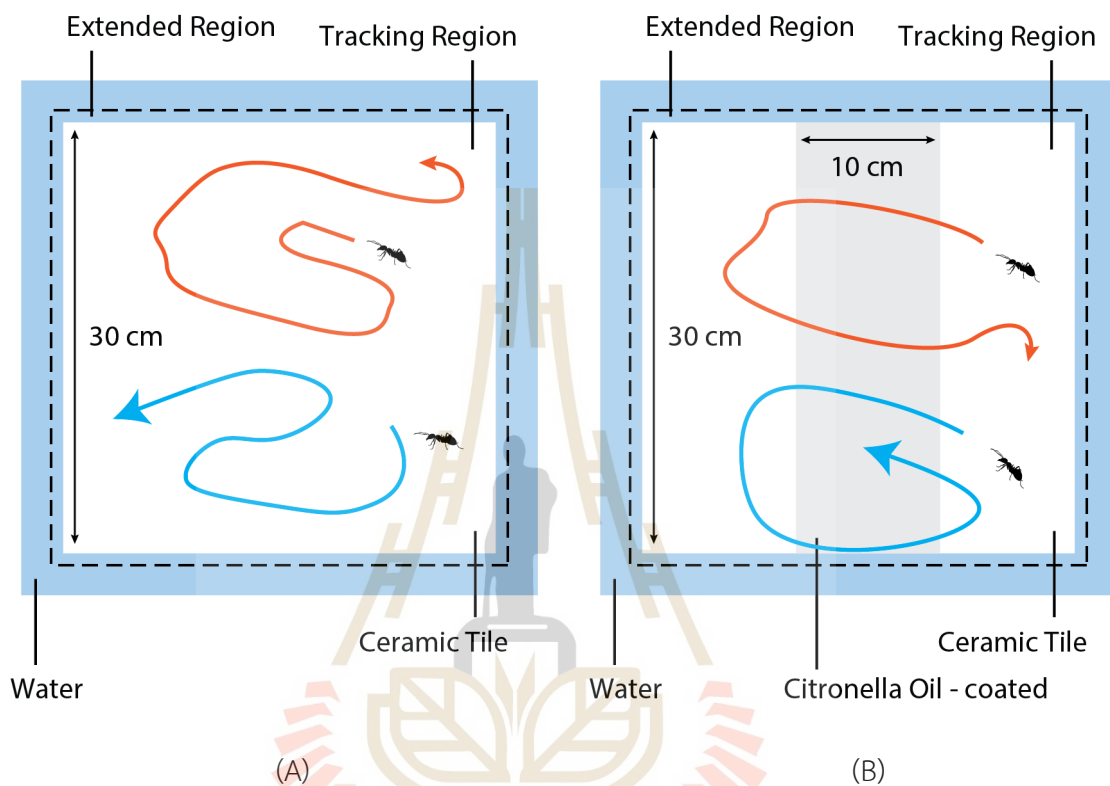 Extended Region
Tracking Region
30 cm
Ceramic Tile
Water
(A)
Extended Region
Tracking Region
10 cm
30 cm
Ceramic Tile
Water
Citronella Oil - coated
(B)